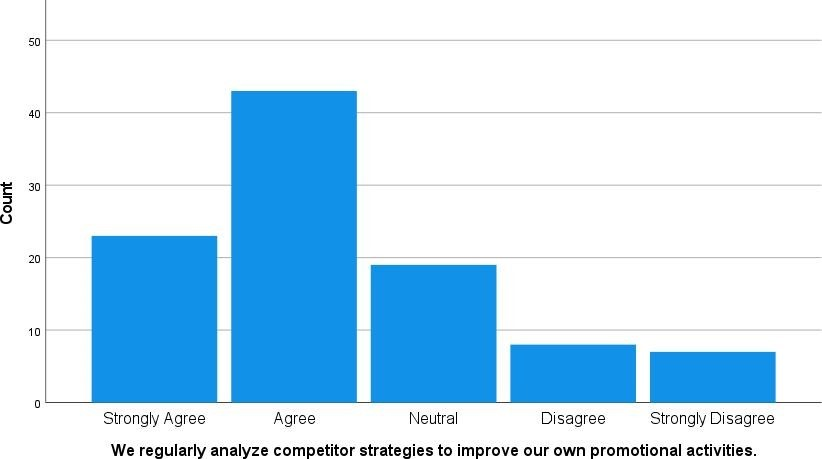 50
40
30
20
10
0
Count
Strongly Agree
Agree
Neutral
Disagree
Strongly Disagree
We regularly analyze competitor strategies to improve our own promotional activities.